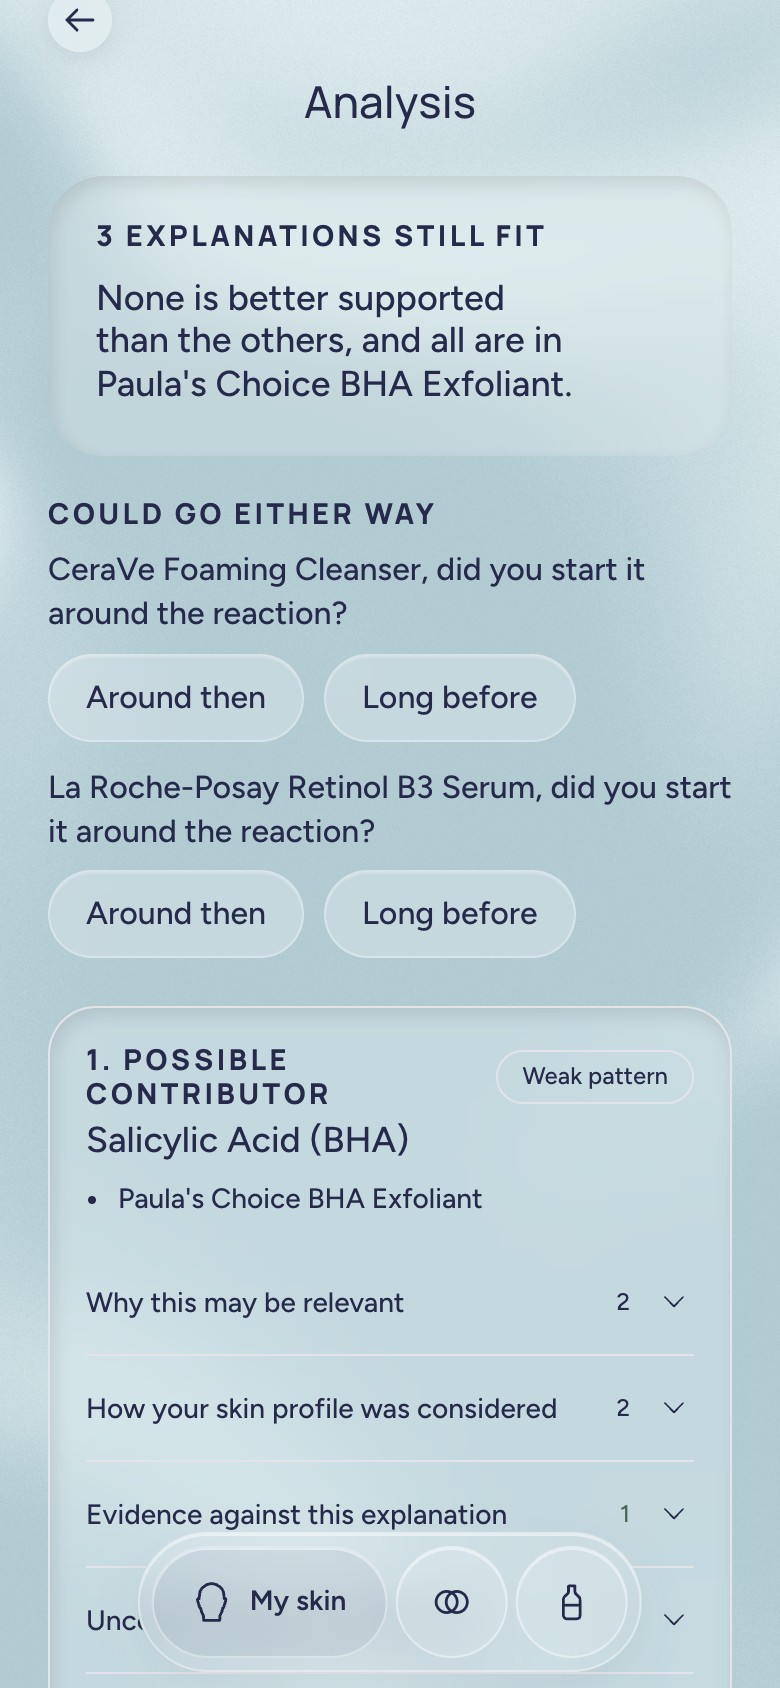 Analysis
3 EXPLANATIONS STILL FIT
None is better supported
than the others, and all are in
Paula's Choice BHA Exfoliant.
COULD GO EITHER WAY
CeraVe Foaming Cleanser, did you start it
around the reaction?
Around then
Long before
La Roche-Posay Retinol B3 Serum, did you start
it around the reaction?
Around then
Long before
1. POSSIBLE
CONTRIBUTOR
Weak pattern
Salicylic Acid (BHA)
• Paula's Choice BHA Exfoliant
Why this may be relevant 2
How your skin profile was considered 2
Evidence against this explanation 1
My skin